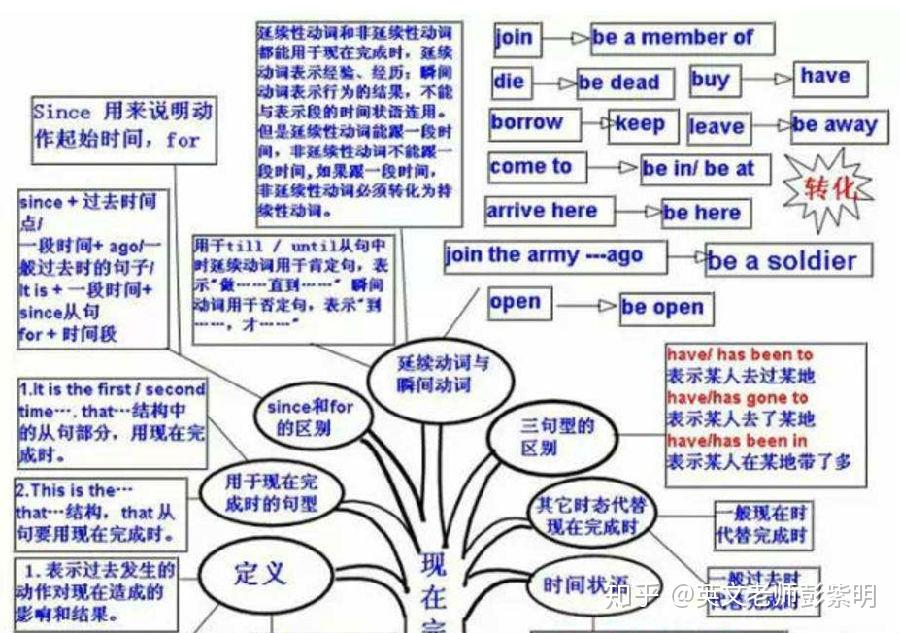 延续性动词和非延续性动词
都能用于现在完成时，延续
动词表示经验、经历；瞬间
动词表示行为的结果，不能
与表示段的时间状语连用。
但是延续性动词能跟一段时
间，非延续性动词不能跟一
段时间,如果跟一段时间，
非延续性动词必须转化为持
续性动词。
join
be a member of
die
be dead
buy
have
borrow
keep
leave
be away
come to
be in/ be at
转化
arrive here
be here
join the army ---ago
be a soldier
open
be open
Since 用来说明动
作起始时间，for
since + 过去时间
点/
一段时间+ ago/一
般过去时的句子/
It is + 一段时间+
since从句
for + 时间段
用于till / until从句中
时延续动词用于肯定句，表
示“做……直到……” 瞬间
动词用于否定句，表示“到
……，才……”
延续动词与
瞬间动词
since和for
的区别
三句型的
区别
have/ has been to
表示某人去过某地
have/has gone to
表示某人去了某地
have/has been in
表示某人在某地带了多
1.It is the first / second
time…. that…结构中
的从句部分，用现在完
成时。
用于现在完
成时的句型
2.This is the…
that…结构，that 从
句要用现在完成时。
其它时态代替
现在完成时
一般现在时
代替完成时
一般过去时
代替完成时
定义
1. 表示过去发生的
动作对现在造成的
影响和结果。
时间状语
现
在
完
知乎 @英文老师彭紫明